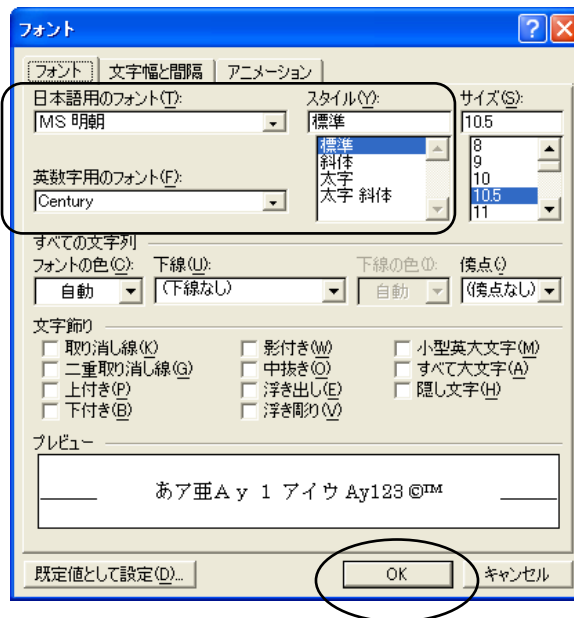 フォント
フォント 文字幅と間隔 アニメーション
日本語用のフォント(T): スタイル(Y): サイズ(S):
MS 明朝 標準 10.5
標準 8
斜体 9
英数字用のフォント(F): 太字 10
太字 斜体 10.5
Century 11
すべての文字列
フォントの色(C): 下線(U): 下線の色(I): 傍点(:)
自動 (下線なし) 自動 (傍点なし)
文字飾り
取り消し線(K) 影付き(W) 小型英大文字(M)
二重取り消し線(G) 中抜き(O) すべて大文字(A)
上付き(P) 浮き出し(E) 隠し文字(H)
下付き(B) 浮き彫り(V)
プレビュー
あア亜Ay 1 アイウ Ay123 ©™
既定値として設定(D)... OK キャンセル